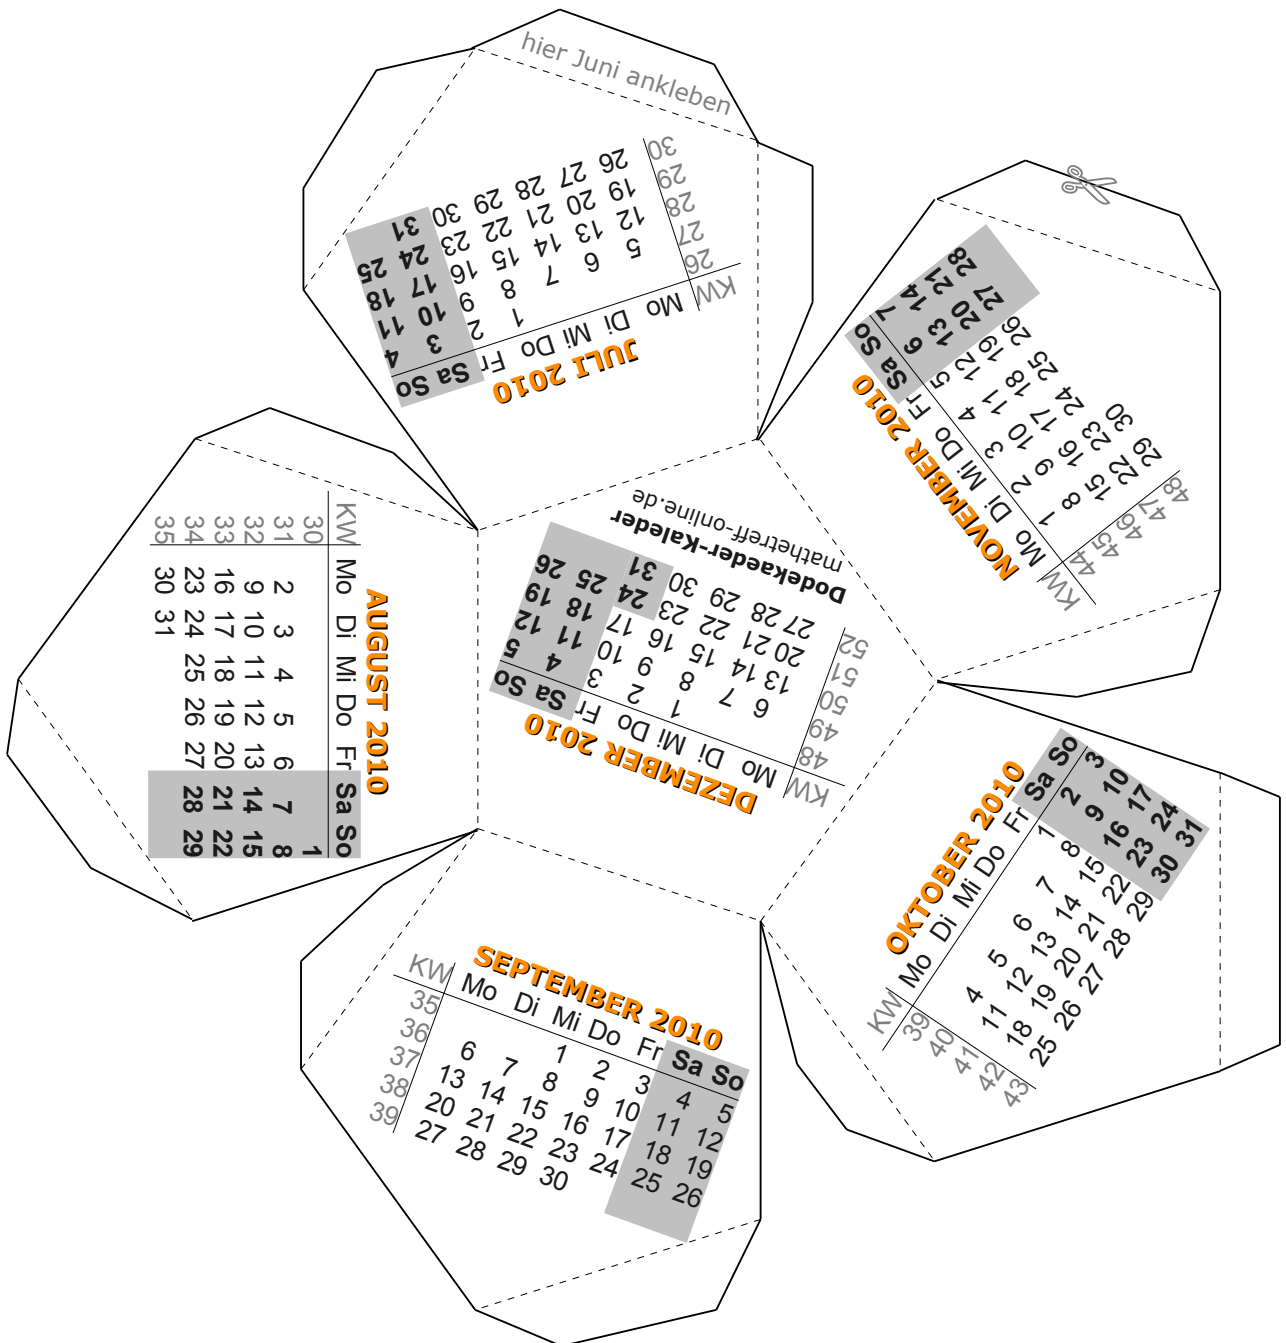 hier Juni ankleben
JULI 2010
KW Mo Di Mi Do Fr Sa So
26 1 2 3 4
27 5 6 7 8 9 10 11
28 12 13 14 15 16 17 18
29 19 20 21 22 23 24 25
30 26 27 28 29 30 31
NOVEMBER 2010
KW Mo Di Mi Do Fr Sa So
44 1 2 3 4 5 6 7
45 8 9 10 11 12 13 14
46 15 16 17 18 19 20 21
47 22 23 24 25 26 27 28
48 29 30
AUGUST 2010
KW Mo Di Mi Do Fr Sa So
30 1
31 2 3 4 5 6 7 8
32 9 10 11 12 13 14 15
33 16 17 18 19 20 21 22
34 23 24 25 26 27 28 29
35 30 31
DEZEMBER 2010
KW Mo Di Mi Do Fr Sa So
48 1 2 3 4 5
49 6 7 8 9 10 11 12
50 13 14 15 16 17 18 19
51 20 21 22 23 24 25 26
52 27 28 29 30 31
Dodekaeder-Kaleder
mathetreff-online.de
OKTOBER 2010
KW Mo Di Mi Do Fr Sa So
39 1 2 3
40 4 5 6 7 8 9 10
41 11 12 13 14 15 16 17
42 18 19 20 21 22 23 24
43 25 26 27 28 29 30 31
SEPTEMBER 2010
KW Mo Di Mi Do Fr Sa So
35 1 2 3 4 5
36 6 7 8 9 10 11 12
37 13 14 15 16 17 18 19
38 20 21 22 23 24 25 26
39 27 28 29 30